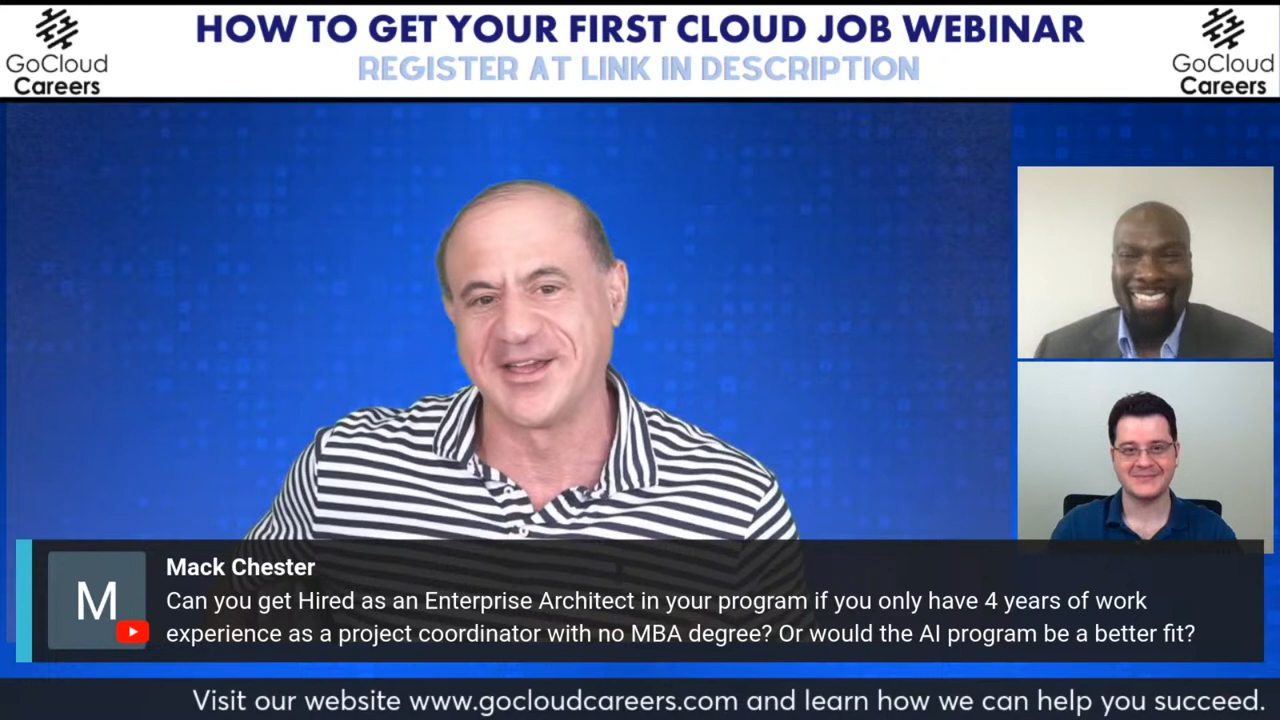 HOW TO GET YOUR FIRST CLOUD JOB WEBINAR
REGISTER AT LINK IN DESCRIPTION
GoCloud
Careers
GoCloud
Careers
M
Mack Chester
Can you get Hired as an Enterprise Architect in your program if you only have 4 years of work
experience as a project coordinator with no MBA degree? Or would the AI program be a better fit?
Visit our website www.gocloudcareers.com and learn how we can help you succeed.